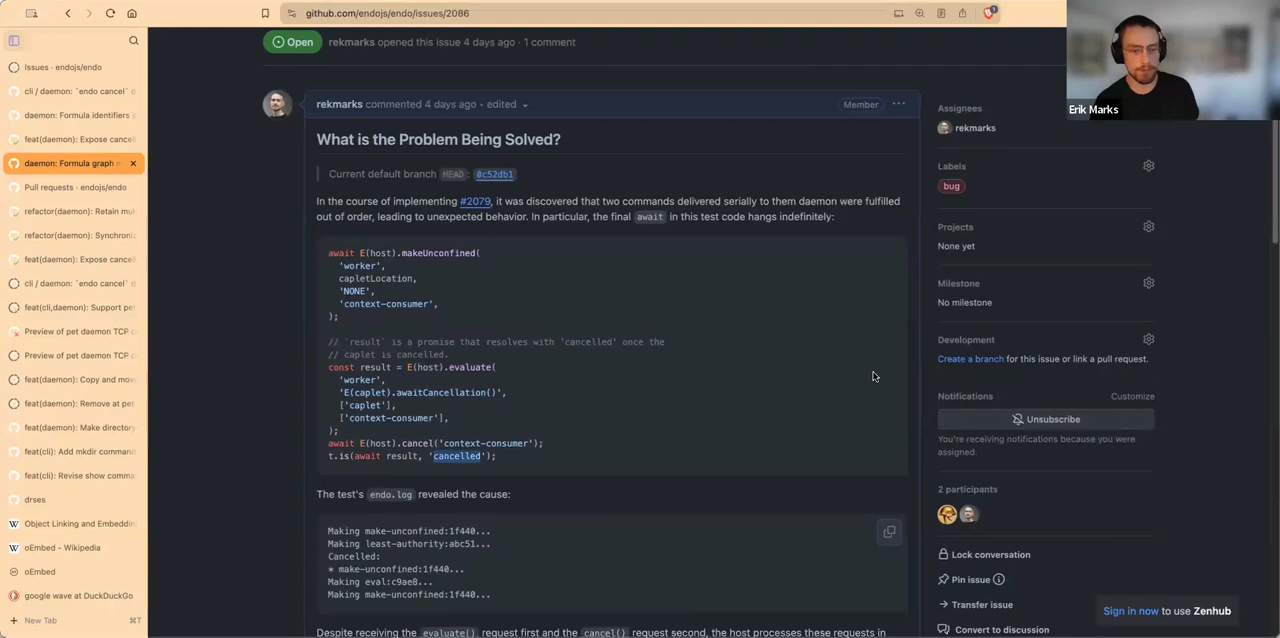 github.com/endojs/endo/issues/2086
1
Issues · endojs/endo
cli / daemon: `endo cancel` d
daemon: Formula identifiers
feat(daemon): Expose cancel
daemon: Formula graph
Pull requests · endojs/endo
refactor(daemon): Retain
refactor(daemon): Synchroni
feat(daemon): Expose cancel
cli / daemon: `endo cancel` d
feat(cli,daemon): Support pe
Preview of pet daemon TCP
Preview of pet daemon TCP
feat(daemon): Copy and mov
feat(daemon): Remove at pet
feat(daemon): Make directory
feat(cli): Add mkdir command
feat(cli): Revise show comma
drses
Object Linking and Embeddin
oEmbed - Wikipedia
oEmbed
google wave at DuckDuckGo
New Tab
⌘T
Open
rekmarks opened this issue 4 days ago · 1 comment
rekmarks commented 4 days ago · edited
Member
What is the Problem Being Solved?
Current default branch HEAD: 0c52db1
In the course of implementing #2079, it was discovered that two commands delivered serially to them daemon were fulfilled
out of order, leading to unexpected behavior. In particular, the final await in this test code hangs indefinitely:
await E(host).makeUnconfined(
'worker',
capletLocation,
'NONE',
'context-consumer',
);
// `result` is a promise that resolves with 'cancelled' once the
// caplet is cancelled.
const result = E(host).evaluate(
'worker',
'E(caplet).awaitCancellation()',
['caplet'],
['context-consumer'],
);
await E(host).cancel('context-consumer');
t.is(await result, 'cancelled');
The test's endo.log revealed the cause:
Making make-unconfined:1f440...
Making least-authority:abc51...
Cancelled:
* make-unconfined:1f440...
Making eval:c9ae8...
Making make-unconfined:1f440...
Despite receiving the evaluate() request first and the cancel() request second, the host processes these requests in
Assignees
rekmarks
Labels
bug
Projects
None yet
Milestone
No milestone
Development
Create a branch for this issue or link a pull request.
Notifications
Customize
Unsubscribe
You're receiving notifications because you were
assigned.
2 participants
Lock conversation
Pin issue
Transfer issue
Convert to discussion
Sign in now to use Zenhub
Erik Marks